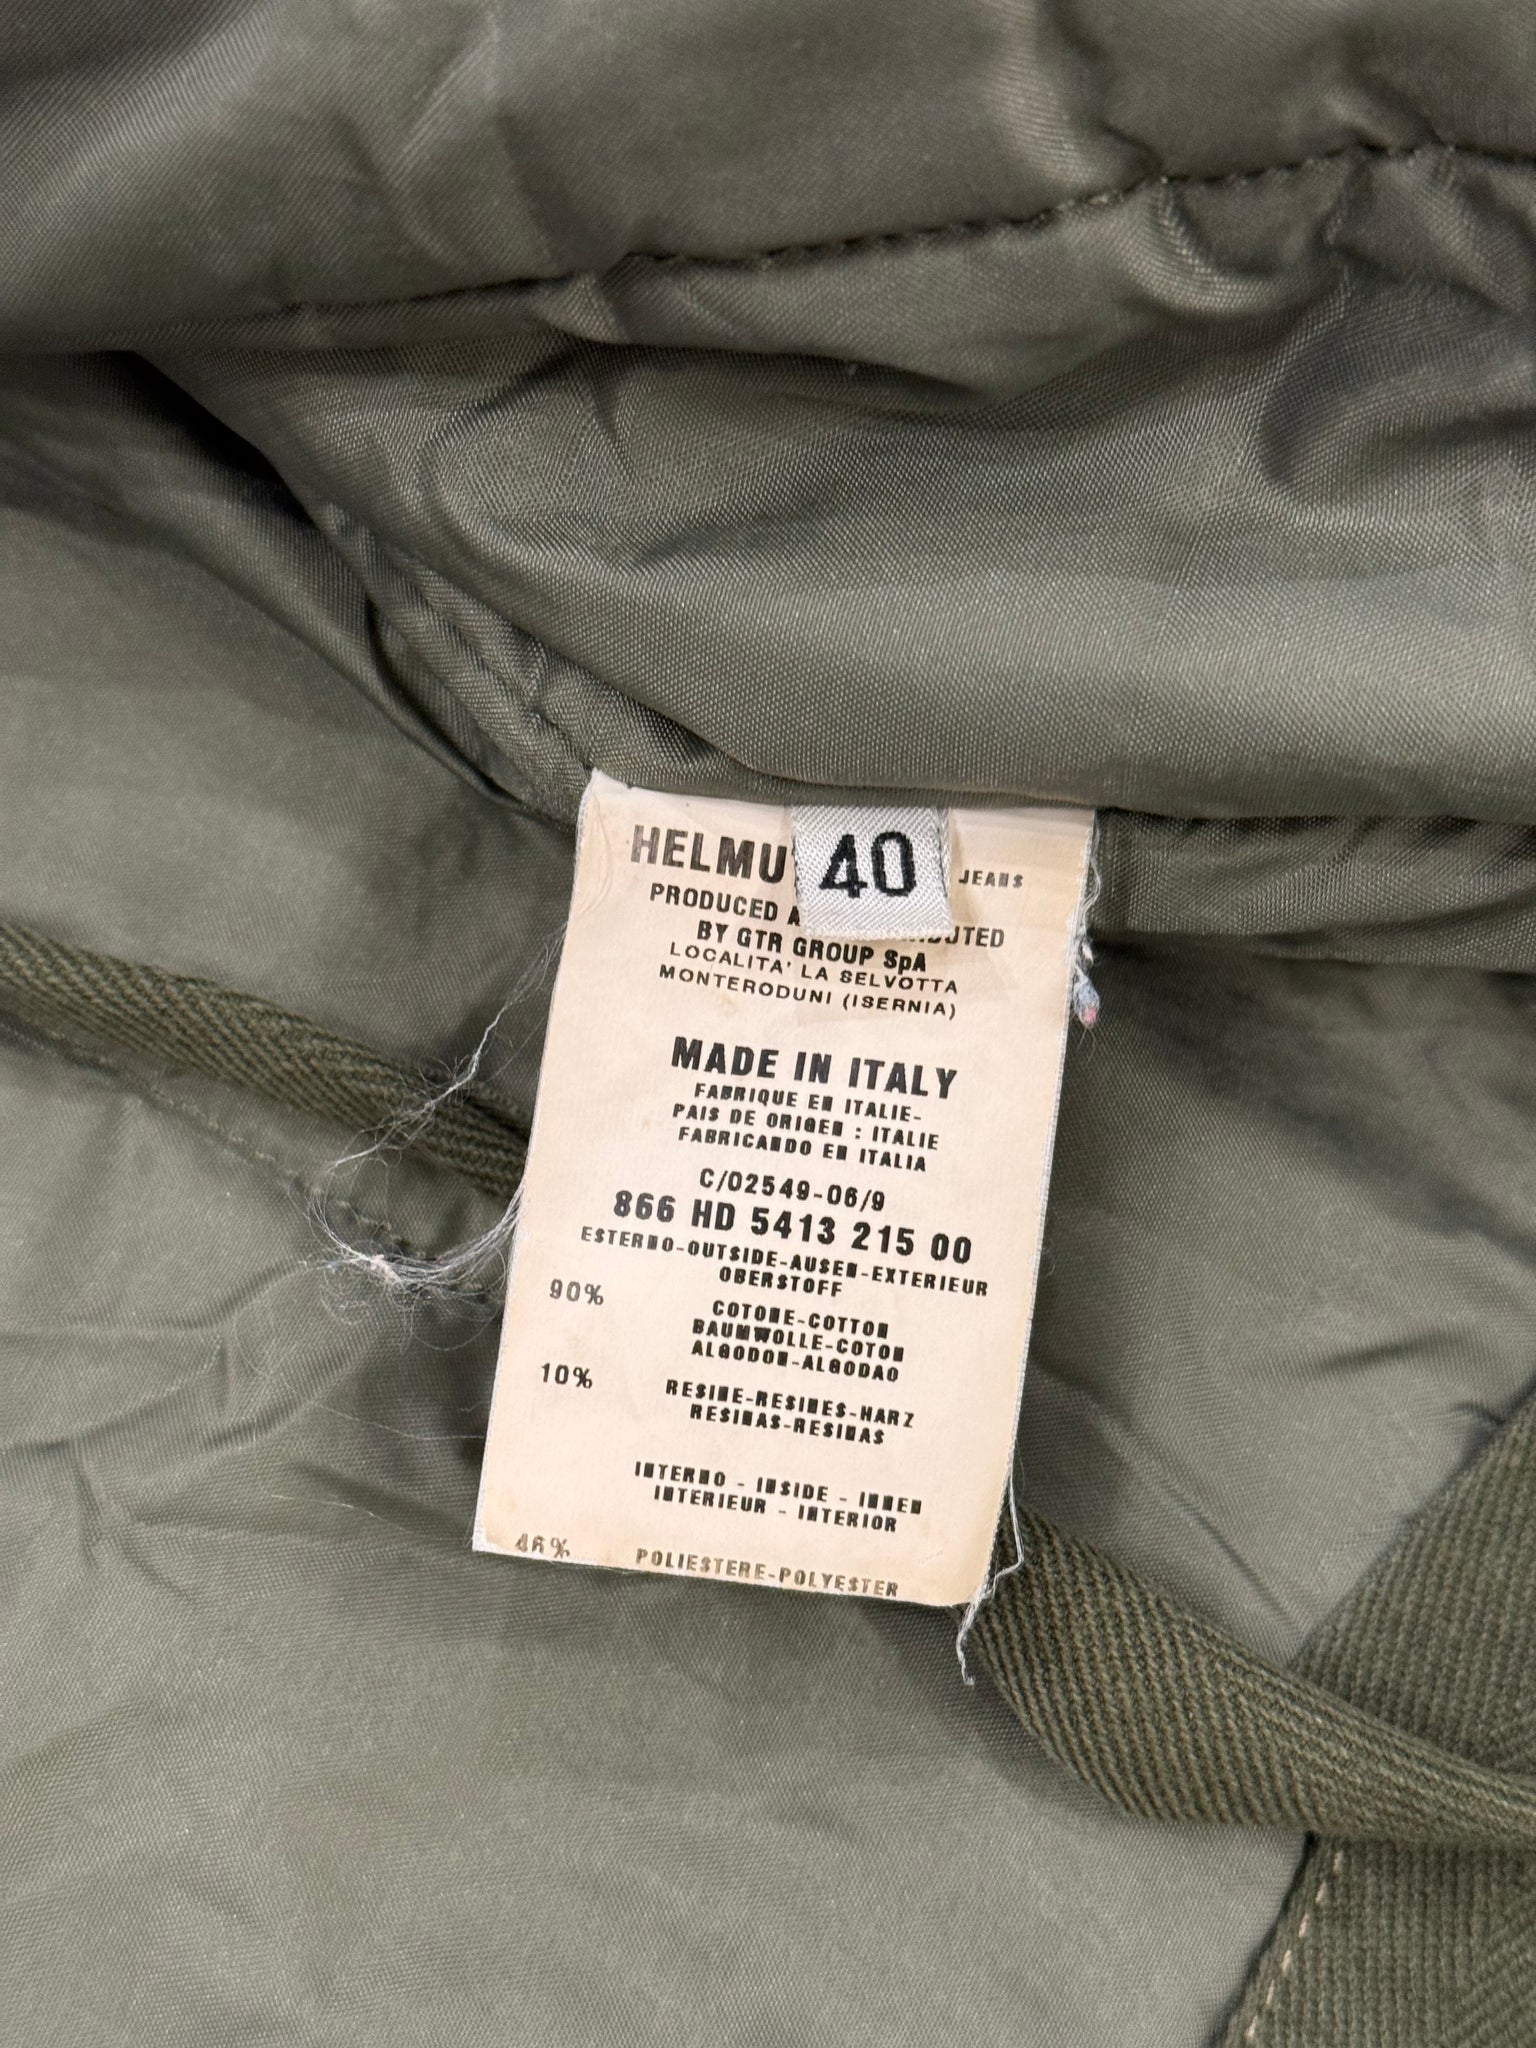 HELMU
40
JEANS
PRODUCED
BY GTR GROUP SpA
LOCALITA' LA SELVOTTA
MONTERODUNI (ISERNIA)
MADE IN ITALY
FABRIQUE EN ITALIE-
PAIS DE ORIGEN : ITALIE
FABRICANDO EN ITALIA
C/02549-06/9
866 HD 5413 215 00
ESTERNO-OUTSIDE-AUSEN-EXTERIEUR
OBERSTOFF
90% COTONE-COTTON
BAUMWOLLE-COTON
ALGODON-ALGODAO
10% RESINE-RESINES-HARZ
RESINAS-RESINAS
INTERNO - INSIDE - INNEN
INTERIEUR - INTERIOR
46% POLIESTERE-POLYESTER